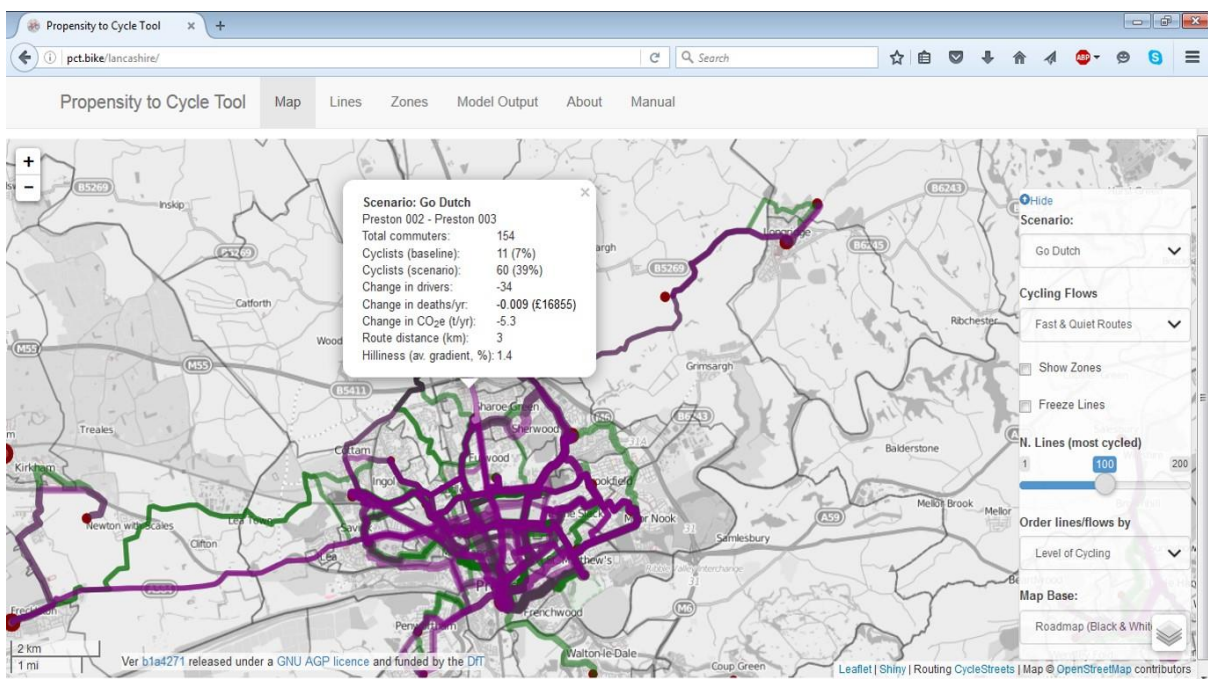 Propensity to Cycle Tool
pct.bike/lancashire/
Search
ABP
Propensity to Cycle Tool Map Lines Zones Model Output About Manual
+
−
B5269
Inskip
Catforth
M55
M55
B5411
Treales
Kirkham
Newton with Scales
Clifton
Cottam
Lea
2 km
1 mi
Scenario: Go Dutch
Preston 002 - Preston 003
Total commuters: 154
Cyclists (baseline): 11 (7%)
Cyclists (scenario): 60 (39%)
Change in drivers: -34
Change in deaths/yr: -0.009 (£16855)
Change in CO2e (t/yr): -5.3
Route distance (km): 3
Hilliness (av. gradient, %): 1.4
B5269
Longridge
B6243
B6245
Ribchester
Grimsargh
B6243
Sharoe Green
Sherwood
Fulwood
31A
Balderstone
Mellor Brook
Mellor
A59
Samlesbury
31
31
M6
Frenchwood
Walton-le-Dale
Coup Green
Hide
Scenario:
Go Dutch
Cycling Flows
Fast & Quiet Routes
Show Zones
Freeze Lines
N. Lines (most cycled)
1 100 200
Order lines/flows by
Level of Cycling
Map Base:
Roadmap (Black & White
Ver b1a4271 released under a GNU AGP licence and funded by the DfT
Leaflet | Shiny | Routing CycleStreets | Map © OpenStreetMap contributors